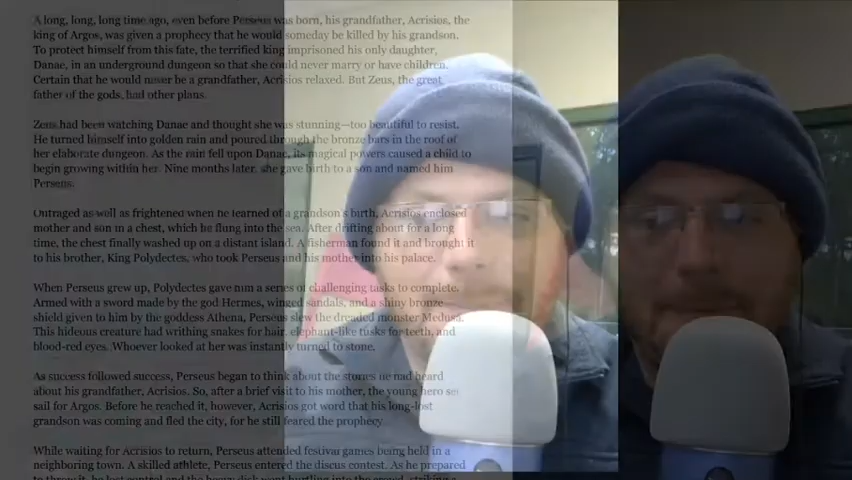 A long, long, long time ago, even before Perseus was born, his grandfather, Acrisios, the
king of Argos, was given a prophecy that he would someday be killed by his grandson.
To protect himself from this fate, the terrified king imprisoned his only daughter,
Danae, in an underground dungeon so that she could never marry or have children.
Certain that he would never be a grandfather, Acrisios relaxed. But Zeus, the great
father of the gods, had other plans.
Zeus had been watching Danae and thought she was stunning—too beautiful to resist.
He turned himself into golden rain and poured through the bronze bars in the roof of
her elaborate dungeon. As the rain fell upon Danae, its magical powers caused a child to
begin growing within her. Nine months later, she gave birth to a son and named him
Perseus.
Outraged as well as frightened when he learned of a grandson's birth, Acrisios enclosed
mother and son in a chest, which he flung into the sea. After drifting about for a long
time, the chest finally washed up on a distant island. A fisherman found it and brought it
to his brother, King Polydectes, who took Perseus and his mother into his palace.
When Perseus grew up, Polydectes gave him a series of challenging tasks to complete.
Armed with a sword made by the god Hermes, winged sandals, and a shiny bronze
shield given to him by the goddess Athena, Perseus slew the dreaded monster Medusa.
This hideous creature had writhing snakes for hair, elephant-like tusks for teeth, and
blood-red eyes. Whoever looked at her was instantly turned to stone.
As success followed success, Perseus began to think about the stories he had heard
about his grandfather, Acrisios. So, after a brief visit to his mother, the young hero set
sail for Argos. Before he reached it, however, Acrisios got word that his long-lost
grandson was coming and fled the city, for he still feared the prophecy
While waiting for Acrisios to return, Perseus attended festival games being held in a
neighboring town. A skilled athlete, Perseus entered the discus contest. As he prepared
to throw it, he lost control and the heavy disk went hurtling into the crowd, striking a